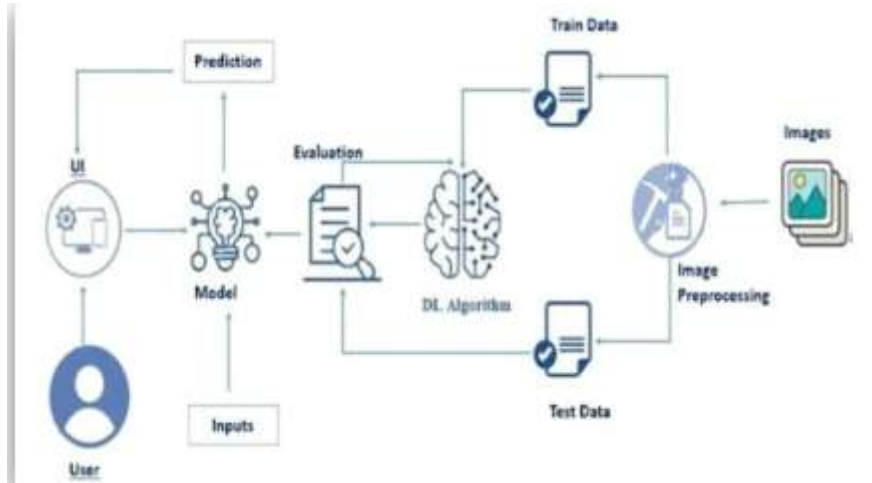 Train Data
Prediction
Images
Evaluation
UI
Image
Preprocessing
Model
DL Algorithm
Test Data
Inputs
User